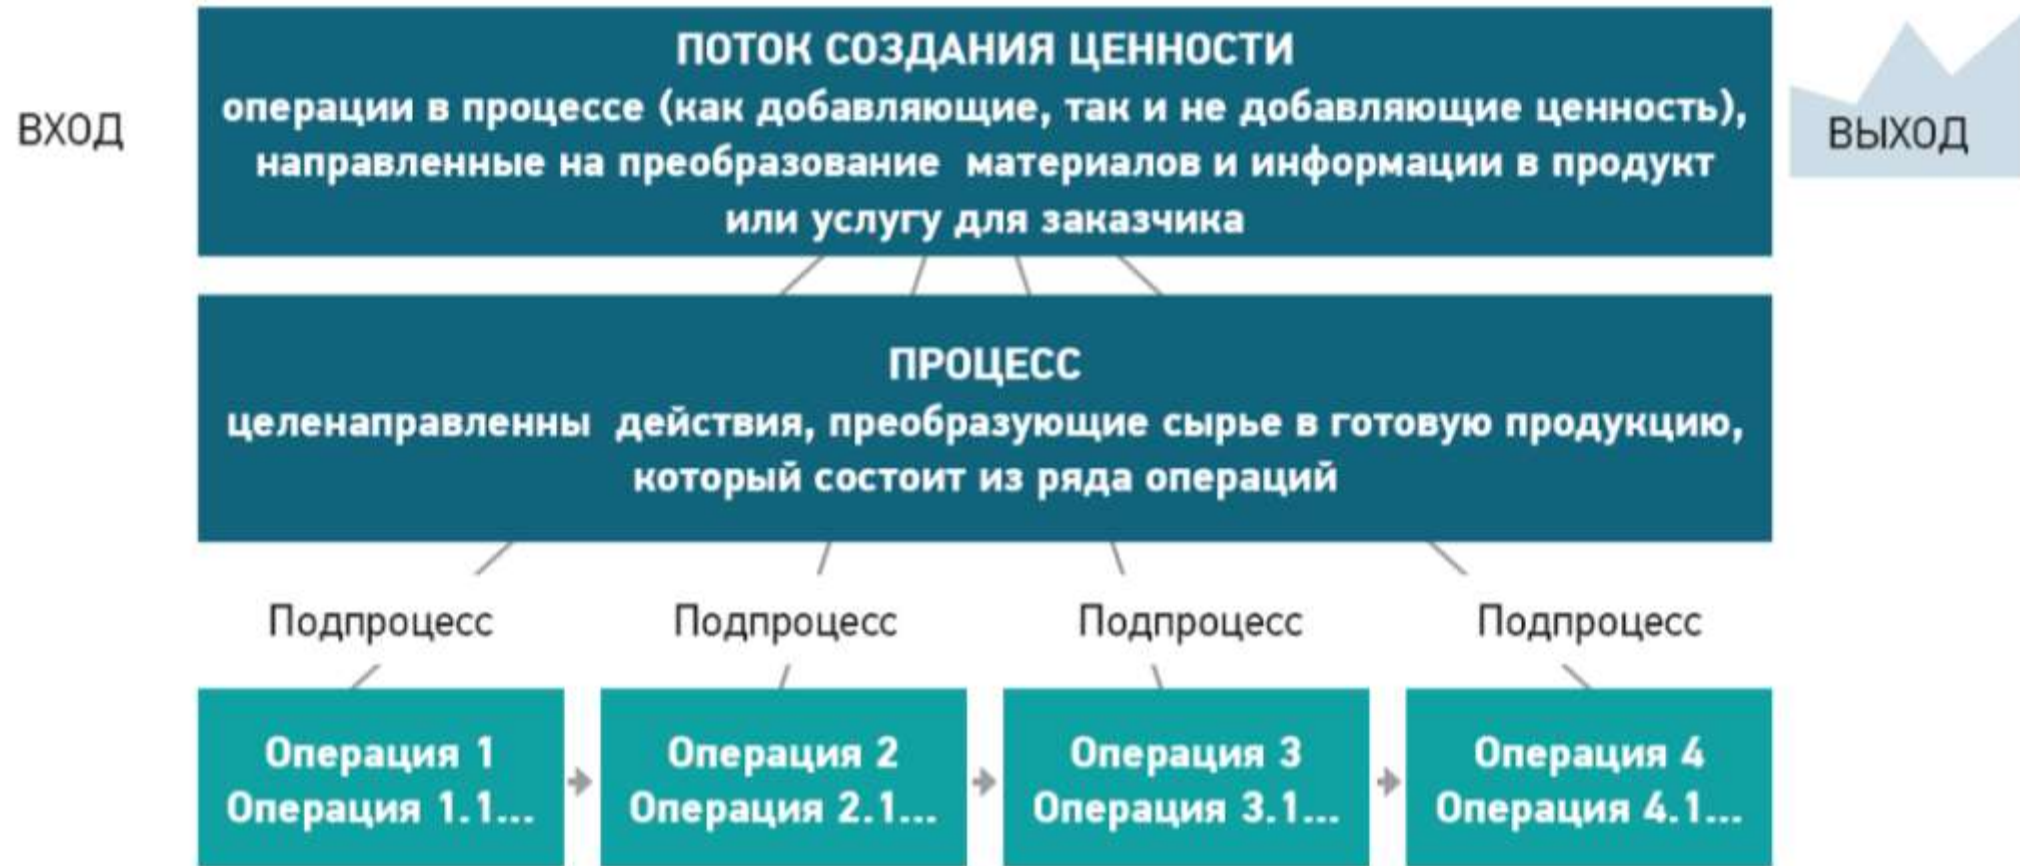 ВХОД
ПОТОК СОЗДАНИЯ ЦЕННОСТИ
операции в процессе (как добавляющие, так и не добавляющие ценность),
направленные на преобразование материалов и информации в продукт
или услугу для заказчика
ВЫХОД
ПРОЦЕСС
целенаправленны действия, преобразующие сырье в готовую продукцию,
который состоит из ряда операций
Подпроцесс Подпроцесс Подпроцесс Подпроцесс
Операция 1
Операция 1.1...
Операция 2
Операция 2.1...
Операция 3
Операция 3.1...
Операция 4
Операция 4.1...